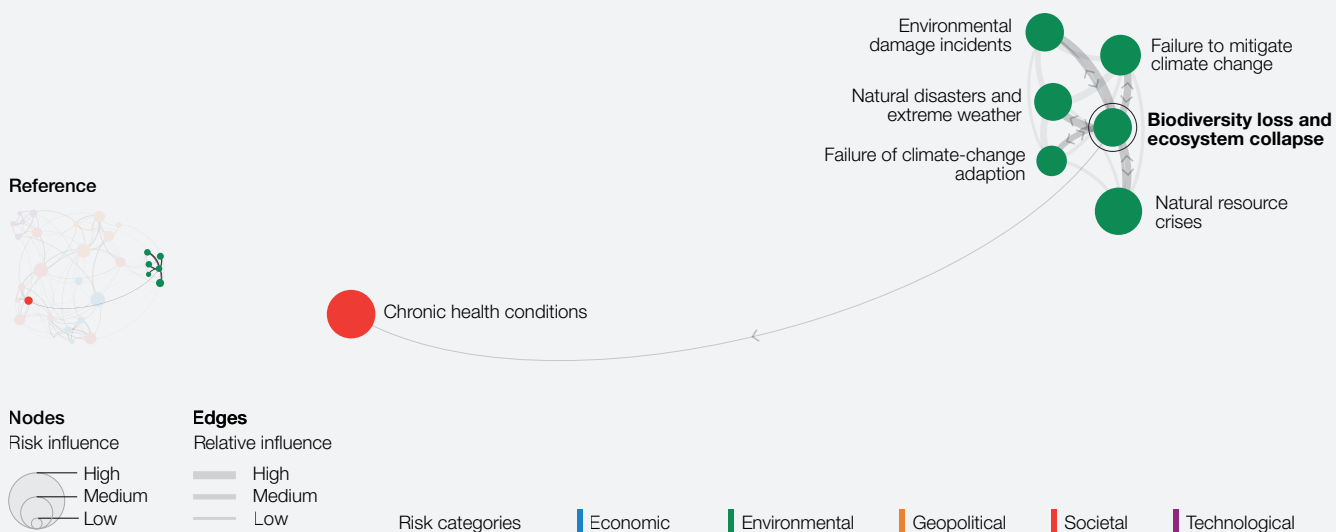 Environmental
damage incidents
Failure to mitigate
climate change
Natural disasters and
extreme weather
Biodiversity loss and
ecosystem collapse
Failure of climate-change
adaption
Reference
Natural resource
crises
Chronic health conditions
Nodes
Risk influence
High
Medium
Low
Edges
Relative influence
High
Medium
Low
Risk categories
Economic
Environmental
Geopolitical
Societal
Technological